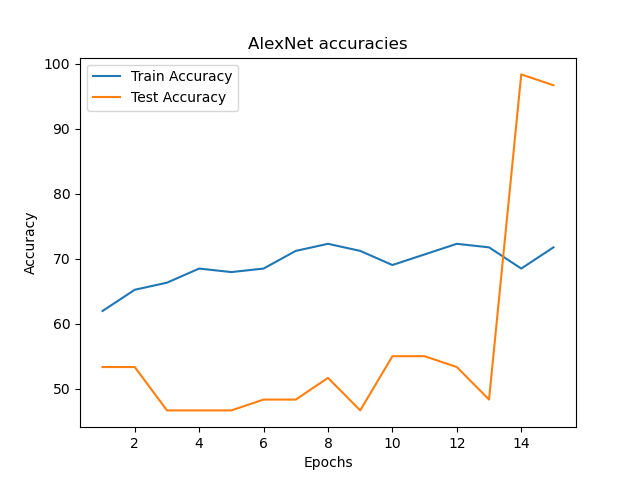 AlexNet accuracies
Train Accuracy
Test Accuracy
Accuracy
100
90
80
70
60
50
2 4 6 8 10 12 14
Epochs